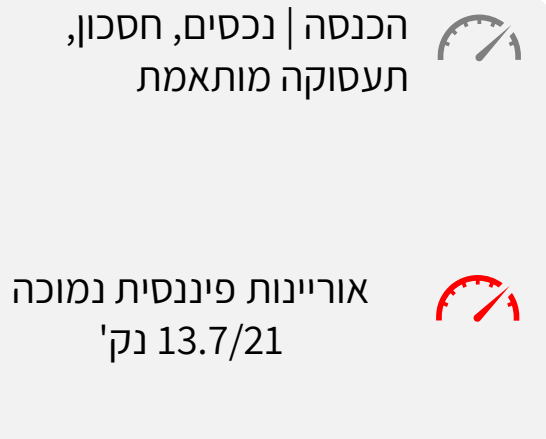 הכנסה | נכסים, חסכון,
תעסוקה מותאמת
אוריינות פיננסית נמוכה
13.7/21 נק'